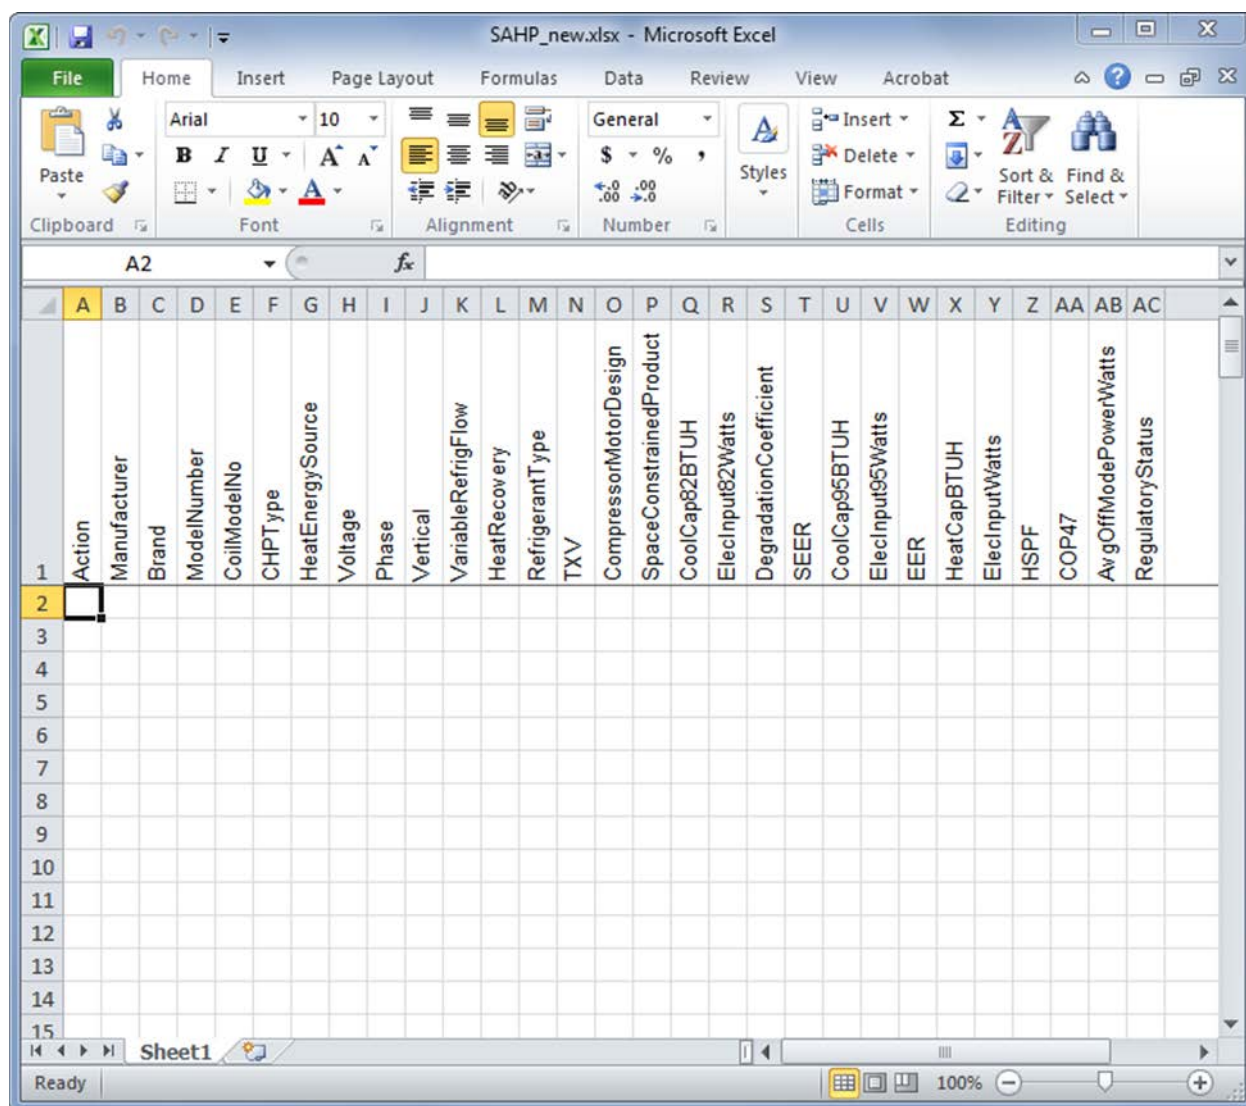 SAHP_new.xlsx - Microsoft Excel
File Home Insert Page Layout Formulas Data Review View Acrobat
Arial 10 General Insert
Paste B I U A A $ % , Styles Delete Sort & Filter Find & Select
.0 .00 .00 .0 Format
Clipboard Font Alignment Number Cells Editing
A2 fx
A B C D E F G H I J K L M N O P Q R S T U V W X Y Z AA AB AC
1
Action
Manufacturer
Brand
ModelNumber
CoilModelNo
CHPType
HeatEnergySource
Voltage
Phase
Vertical
VariableRefrigFlow
HeatRecovery
RefrigerantType
TXV
CompressorMotorDesign
SpaceConstrainedProduct
CoolCap82BTUH
ElecInput82Watts
DegradationCoefficient
SEER
CoolCap95BTUH
ElecInput95Watts
EER
HeatCapBTUH
ElecInputWatts
HSPF
COP47
AvgOffModePowerWatts
RegulatoryStatus
2
3
4
5
6
7
8
9
10
11
12
13
14
15
Sheet1
Ready 100%